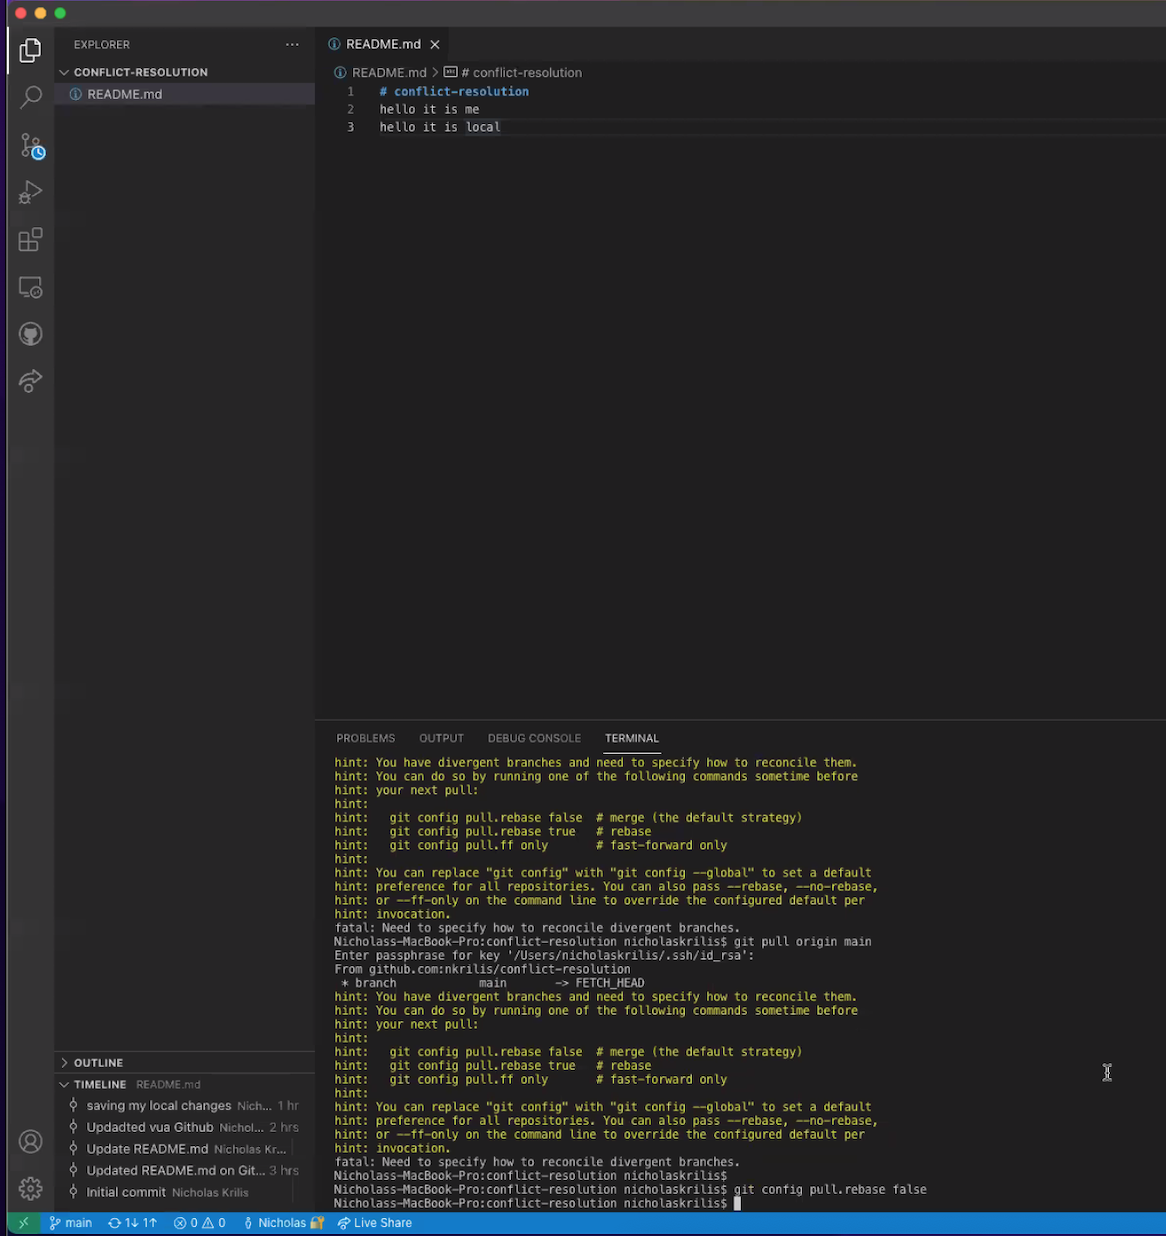 EXPLORER
CONFLICT-RESOLUTION
README.md
README.md
README.md > # conflict-resolution
1 # conflict-resolution
2 hello it is me
3 hello it is local
PROBLEMS OUTPUT DEBUG CONSOLE TERMINAL
hint: You have divergent branches and need to specify how to reconcile them.
hint: You can do so by running one of the following commands sometime before
hint: your next pull:
hint:
hint:   git config pull.rebase false  # merge (the default strategy)
hint:   git config pull.rebase true   # rebase
hint:   git config pull.ff only       # fast-forward only
hint:
hint: You can replace "git config" with "git config --global" to set a default
hint: preference for all repositories. You can also pass --rebase, --no-rebase,
hint: or --ff-only on the command line to override the configured default per
hint: invocation.
fatal: Need to specify how to reconcile divergent branches.
Nicholass-MacBook-Pro:conflict-resolution nicholaskrilis$ git pull origin main
Enter passphrase for key '/Users/nicholaskrilis/.ssh/id_rsa':
From github.com:nkrilis/conflict-resolution
 * branch            main       -> FETCH_HEAD
hint: You have divergent branches and need to specify how to reconcile them.
hint: You can do so by running one of the following commands sometime before
hint: your next pull:
hint:
hint:   git config pull.rebase false  # merge (the default strategy)
hint:   git config pull.rebase true   # rebase
hint:   git config pull.ff only       # fast-forward only
hint:
hint: You can replace "git config" with "git config --global" to set a default
hint: preference for all repositories. You can also pass --rebase, --no-rebase,
hint: or --ff-only on the command line to override the configured default per
hint: invocation.
fatal: Need to specify how to reconcile divergent branches.
Nicholass-MacBook-Pro:conflict-resolution nicholaskrilis$
Nicholass-MacBook-Pro:conflict-resolution nicholaskrilis$ git config pull.rebase false
Nicholass-MacBook-Pro:conflict-resolution nicholaskrilis$
OUTLINE
TIMELINE README.md
saving my local changes Nich... 1 hr
Updadted vua Github Nichol... 2 hrs
Update README.md Nicholas Kr...
Updated README.md on Git... 3 hrs
Initial commit Nicholas Krilis
main 1↓ 1↑ 0 0 Nicholas Live Share